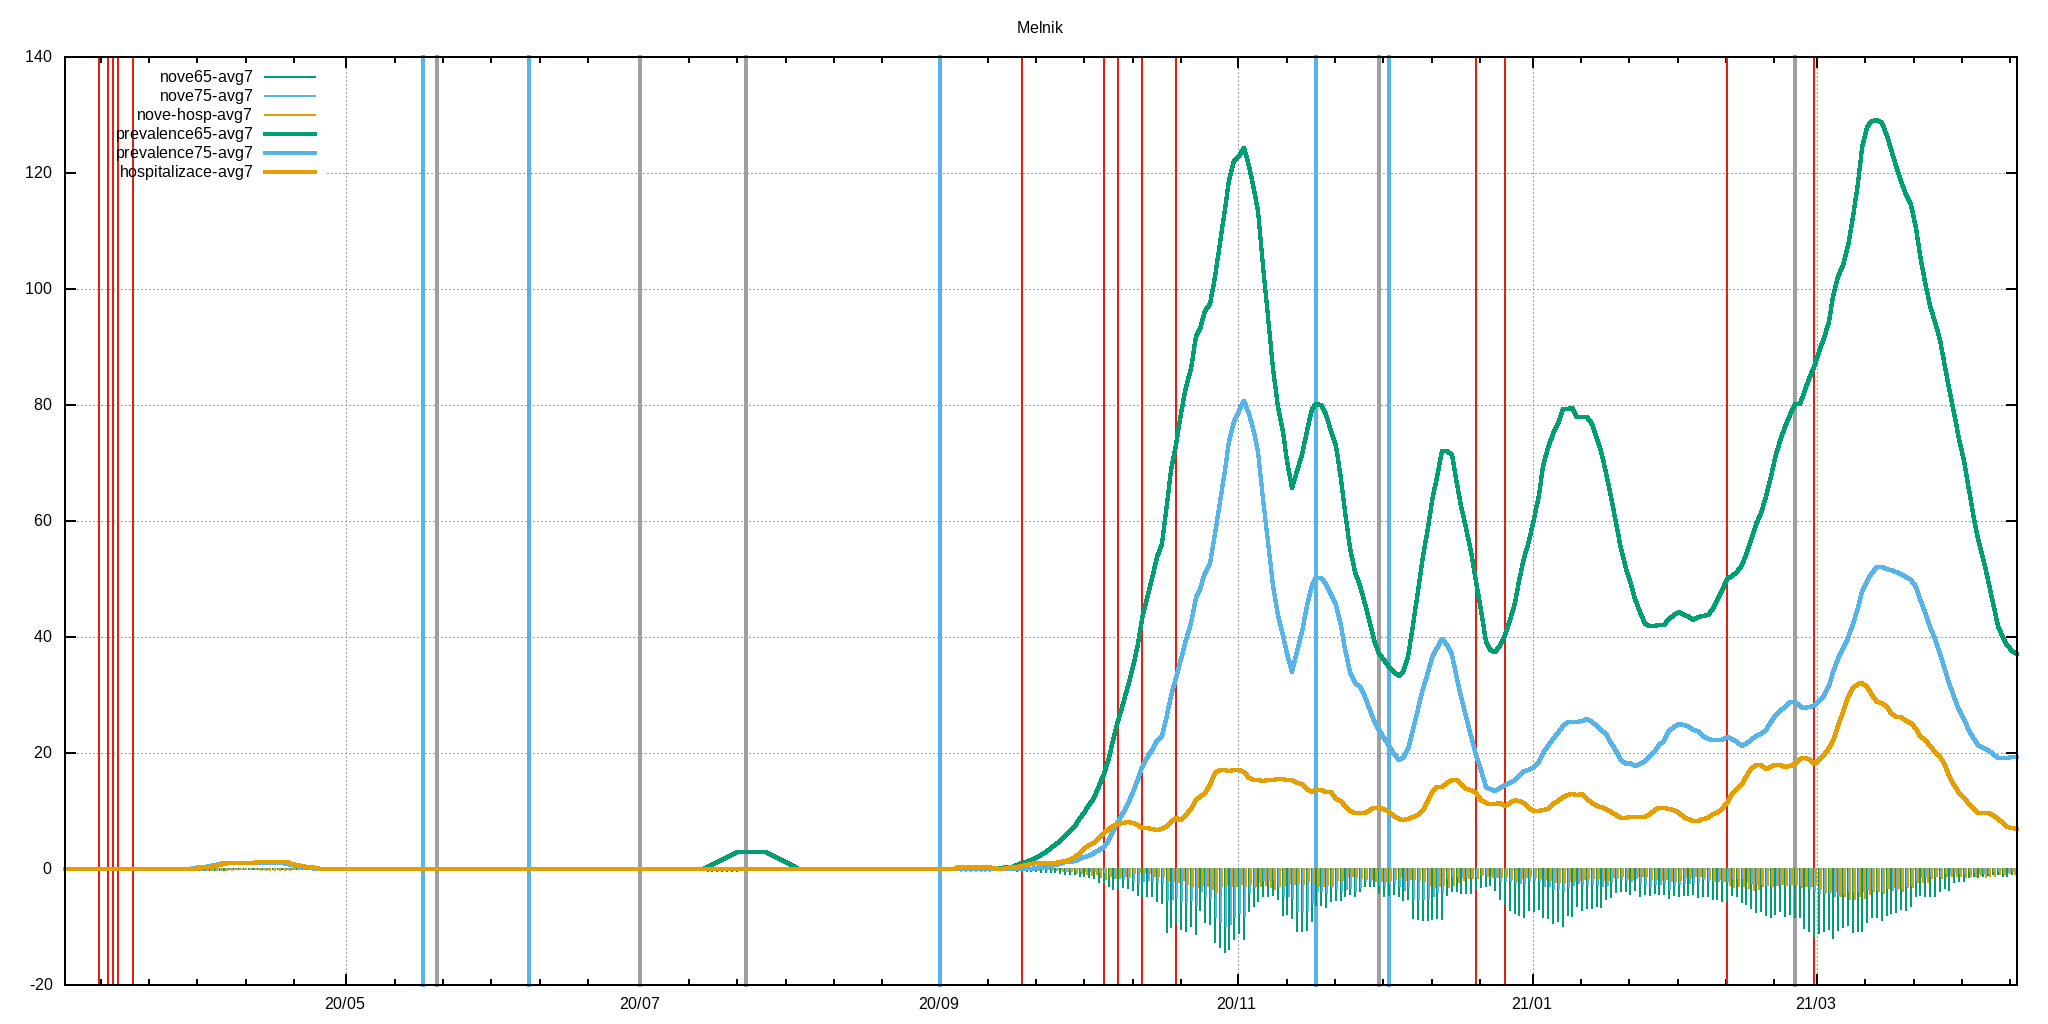 Melnik
140
120
100
80
60
40
20
0
-20
nove65-avg7
nove75-avg7
nove-hosp-avg7
prevalence65-avg7
prevalence75-avg7
hospitalizace-avg7
20/05 20/07 20/09 20/11 21/01 21/03